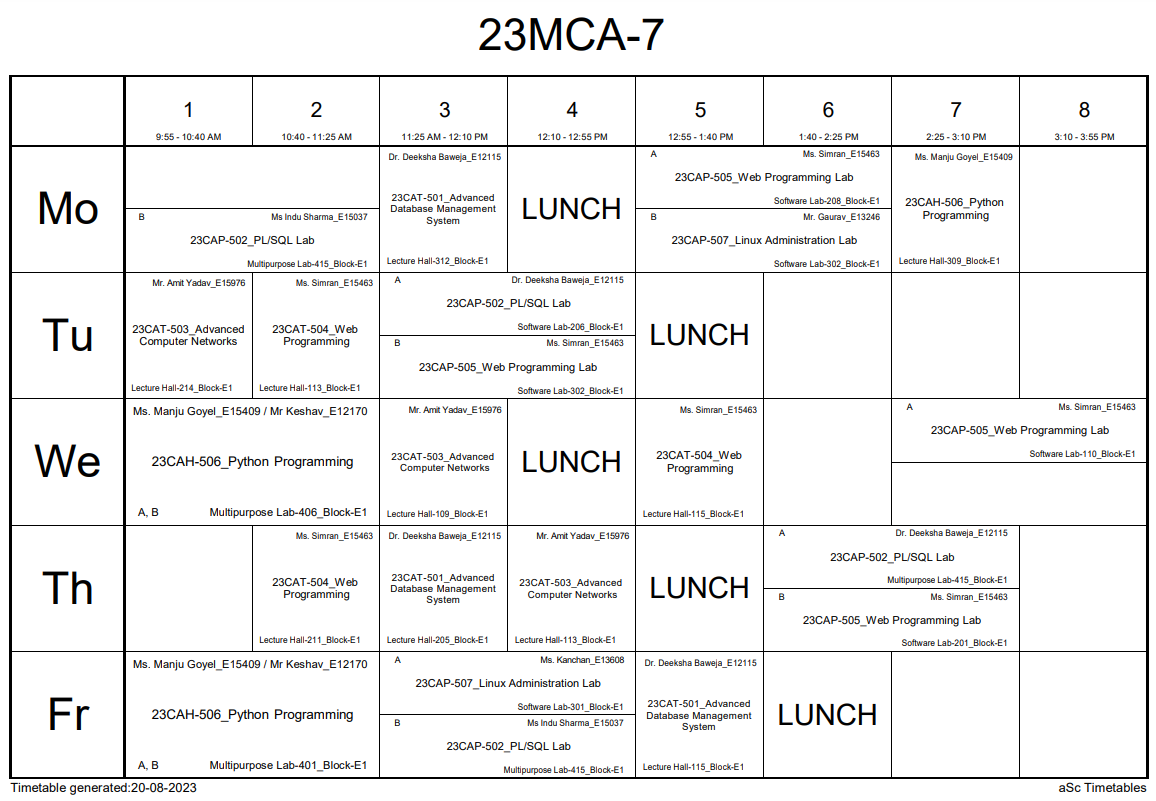 23MCA-7
1 2 3 4 5 6 7 8
9:55 - 10:40 AM 10:40 - 11:25 AM 11:25 AM - 12:10 PM 12:10 - 12:55 PM 12:55 - 1:40 PM 1:40 - 2:25 PM 2:25 - 3:10 PM 3:10 - 3:55 PM
Mo
B Ms Indu Sharma_E15037
23CAP-502_PL/SQL Lab
Multipurpose Lab-415_Block-E1
Dr. Deeksha Baweja_E12115
23CAT-501_Advanced
Database Management
System
Lecture Hall-312_Block-E1
LUNCH
A Ms. Simran_E15463
23CAP-505_Web Programming Lab
Software Lab-208_Block-E1
B Mr. Gaurav_E13246
23CAP-507_Linux Administration Lab
Software Lab-302_Block-E1
Ms. Manju Goyel_E15409
23CAH-506_Python
Programming
Lecture Hall-309_Block-E1
Tu
Mr. Amit Yadav_E15976
23CAT-503_Advanced
Computer Networks
Lecture Hall-214_Block-E1
Ms. Simran_E15463
23CAT-504_Web
Programming
Lecture Hall-113_Block-E1
A Dr. Deeksha Baweja_E12115
23CAP-502_PL/SQL Lab
Software Lab-206_Block-E1
B Ms. Simran_E15463
23CAP-505_Web Programming Lab
Software Lab-302_Block-E1
LUNCH
We
Ms. Manju Goyel_E15409 / Mr Keshav_E12170
23CAH-506_Python Programming
A, B Multipurpose Lab-406_Block-E1
Mr. Amit Yadav_E15976
23CAT-503_Advanced
Computer Networks
Lecture Hall-109_Block-E1
LUNCH
Ms. Simran_E15463
23CAT-504_Web
Programming
Lecture Hall-115_Block-E1
A Ms. Simran_E15463
23CAP-505_Web Programming Lab
Software Lab-110_Block-E1
Th
Ms. Simran_E15463
23CAT-504_Web
Programming
Lecture Hall-211_Block-E1
Dr. Deeksha Baweja_E12115
23CAT-501_Advanced
Database Management
System
Lecture Hall-205_Block-E1
Mr. Amit Yadav_E15976
23CAT-503_Advanced
Computer Networks
Lecture Hall-113_Block-E1
LUNCH
A Dr. Deeksha Baweja_E12115
23CAP-502_PL/SQL Lab
Multipurpose Lab-415_Block-E1
B Ms. Simran_E15463
23CAP-505_Web Programming Lab
Software Lab-201_Block-E1
Fr
Ms. Manju Goyel_E15409 / Mr Keshav_E12170
23CAH-506_Python Programming
A, B Multipurpose Lab-401_Block-E1
A Ms. Kanchan_E13608
23CAP-507_Linux Administration Lab
Software Lab-301_Block-E1
B Ms Indu Sharma_E15037
23CAP-502_PL/SQL Lab
Multipurpose Lab-415_Block-E1
Dr. Deeksha Baweja_E12115
23CAT-501_Advanced
Database Management
System
Lecture Hall-115_Block-E1
LUNCH
Timetable generated:20-08-2023 aSc Timetables